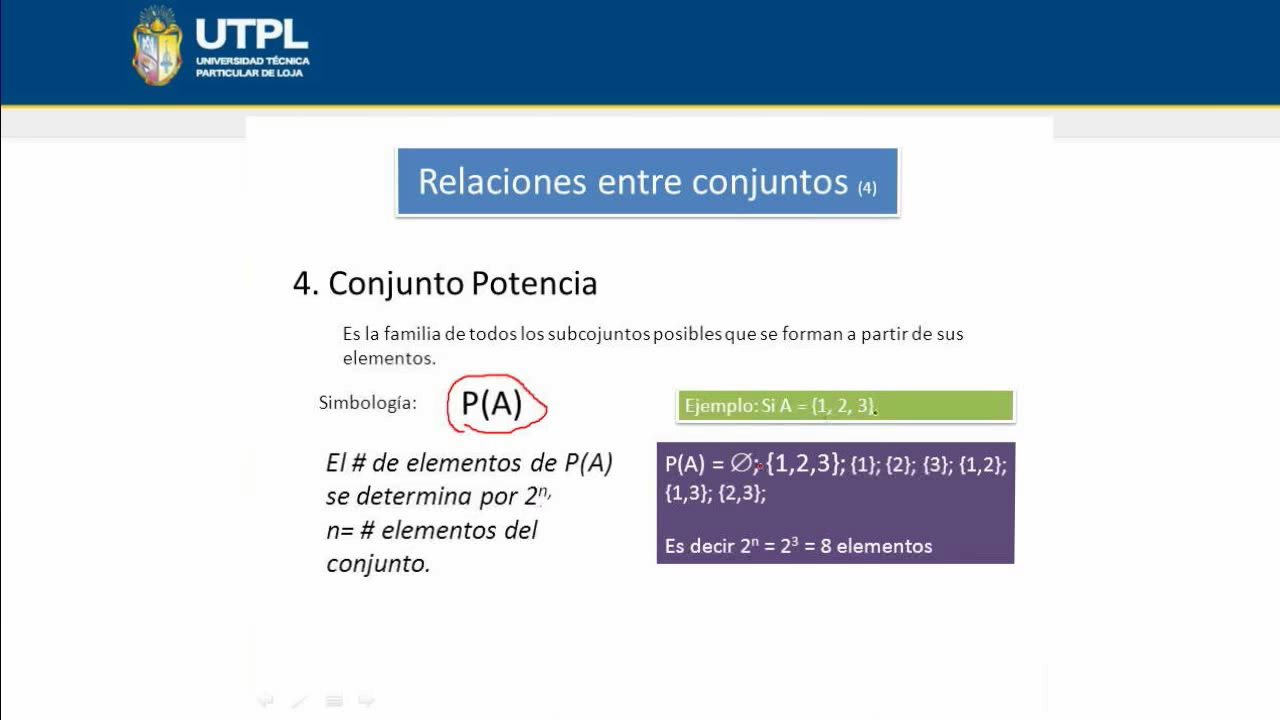 UTPL
UNIVERSIDAD TÉCNICA
PARTICULAR DE LOJA
Relaciones entre conjuntos (4)
4. Conjunto Potencia
Es la familia de todos los subcojuntos posibles que se forman a partir de sus
elementos.
Simbología: P(A)
Ejemplo: Si A = {1, 2, 3}.
El # de elementos de P(A)
se determina por 2ⁿ,
n= # elementos del
conjunto.
P(A) = ∅; {1,2,3}; {1}; {2}; {3}; {1,2};
{1,3}; {2,3};
Es decir 2ⁿ = 2³ = 8 elementos